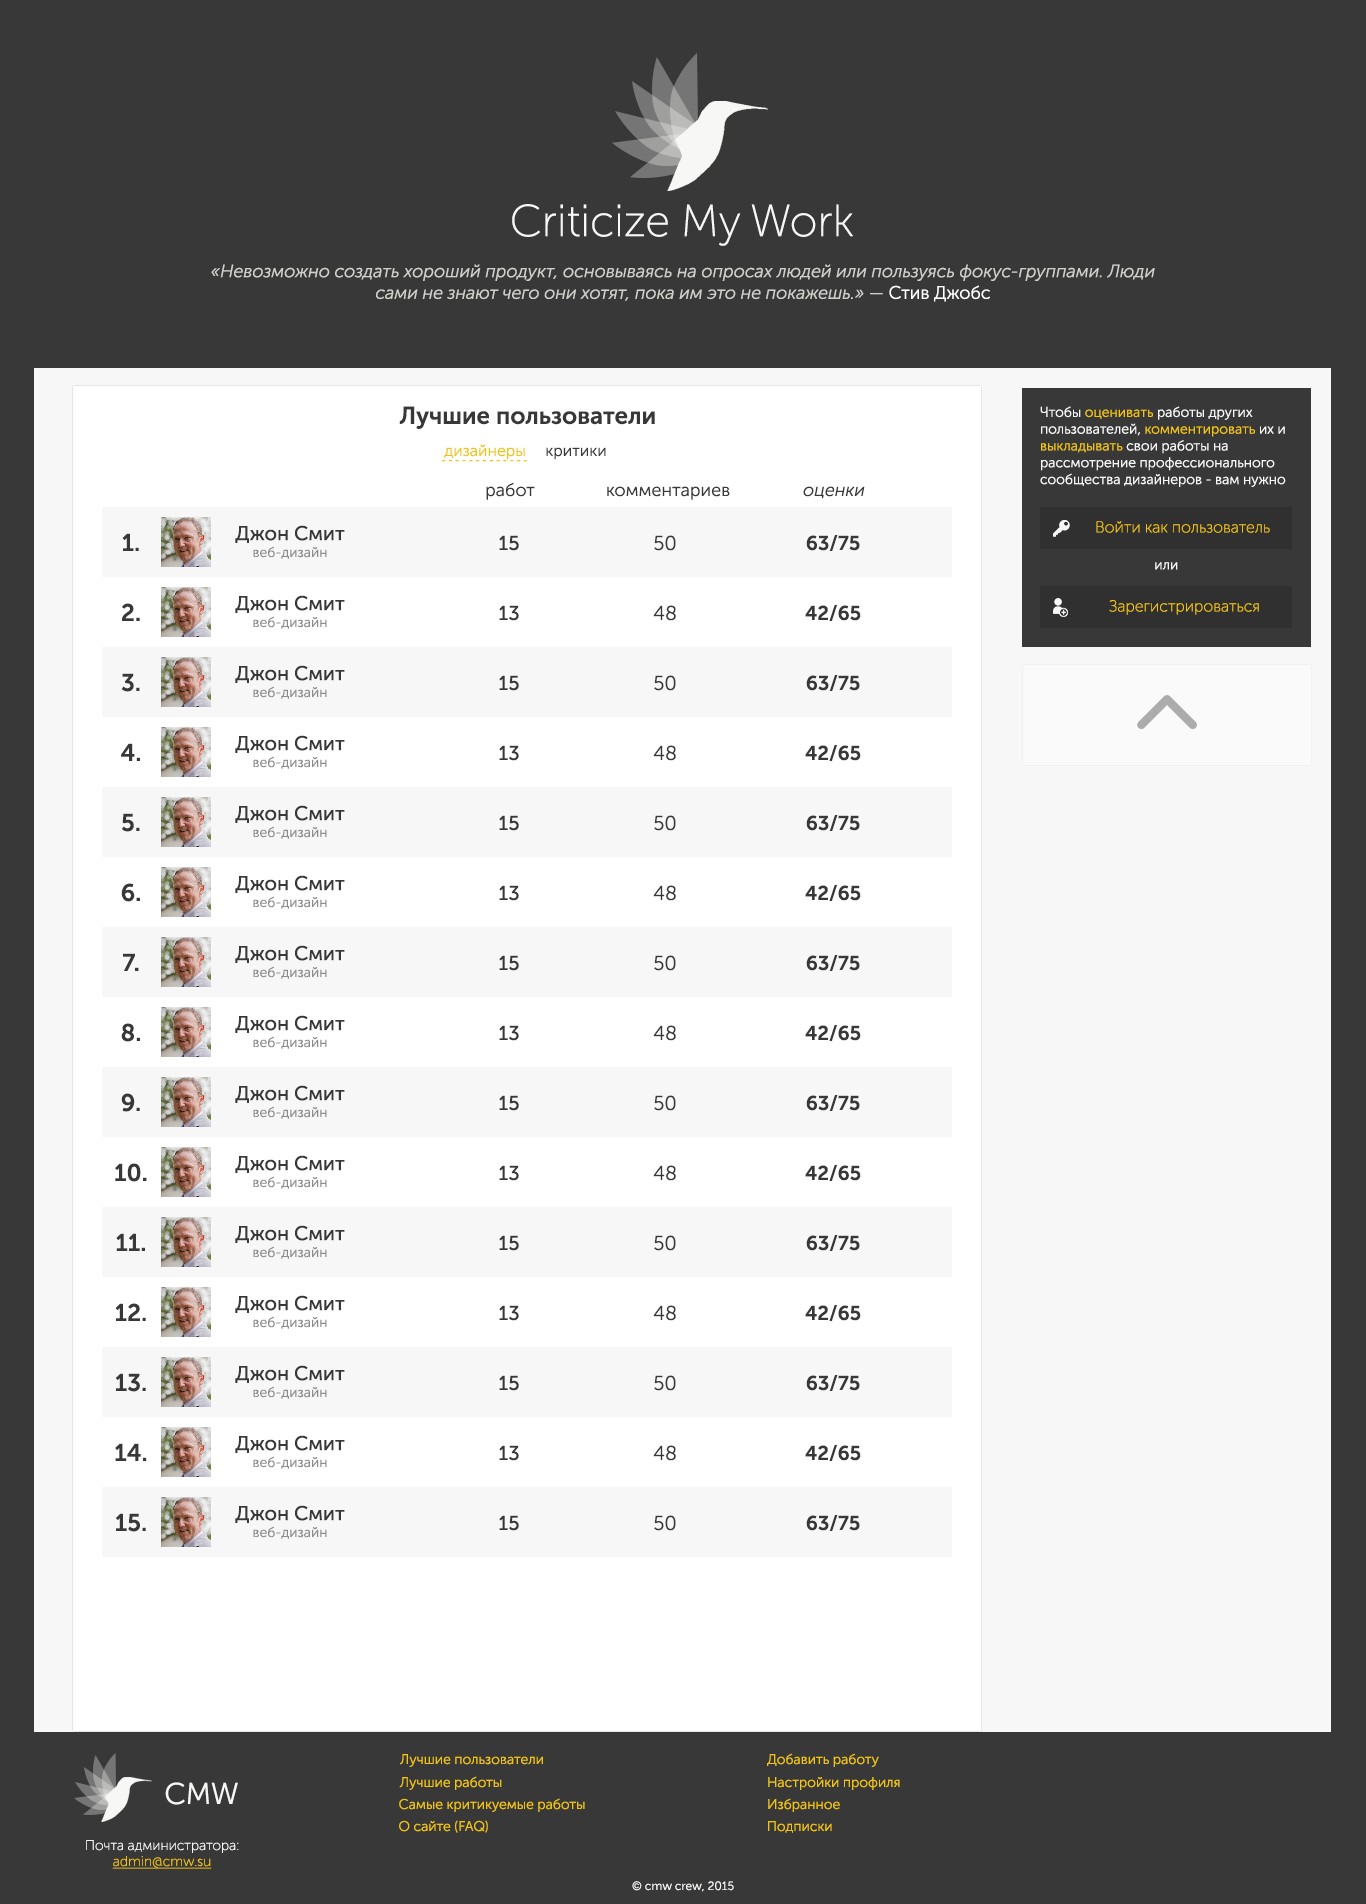 Criticize My Work
«Невозможно создать хороший продукт, основываясь на опросах людей или пользуясь фокус-группами. Люди
сами не знают чего они хотят, пока им это не покажешь.» — Стив Джобс
Лучшие пользователи
дизайнеры критики
работ комментариев оценки
1. Джон Смит 15 50 63/75
веб-дизайн
2. Джон Смит 13 48 42/65
веб-дизайн
3. Джон Смит 15 50 63/75
веб-дизайн
4. Джон Смит 13 48 42/65
веб-дизайн
5. Джон Смит 15 50 63/75
веб-дизайн
6. Джон Смит 13 48 42/65
веб-дизайн
7. Джон Смит 15 50 63/75
веб-дизайн
8. Джон Смит 13 48 42/65
веб-дизайн
9. Джон Смит 15 50 63/75
веб-дизайн
10. Джон Смит 13 48 42/65
веб-дизайн
11. Джон Смит 15 50 63/75
веб-дизайн
12. Джон Смит 13 48 42/65
веб-дизайн
13. Джон Смит 15 50 63/75
веб-дизайн
14. Джон Смит 13 48 42/65
веб-дизайн
15. Джон Смит 15 50 63/75
веб-дизайн
Чтобы оценивать работы других
пользователей, комментировать их и
выкладывать свои работы на
рассмотрение профессионального
сообщества дизайнеров - вам нужно
Войти как пользователь
или
Зарегистрироваться
CMW
Почта администратора:
admin@cmw.su
Лучшие пользователи
Лучшие работы
Самые критикуемые работы
О сайте (FAQ)
Добавить работу
Настройки профиля
Избранное
Подписки
© cmw crew, 2015